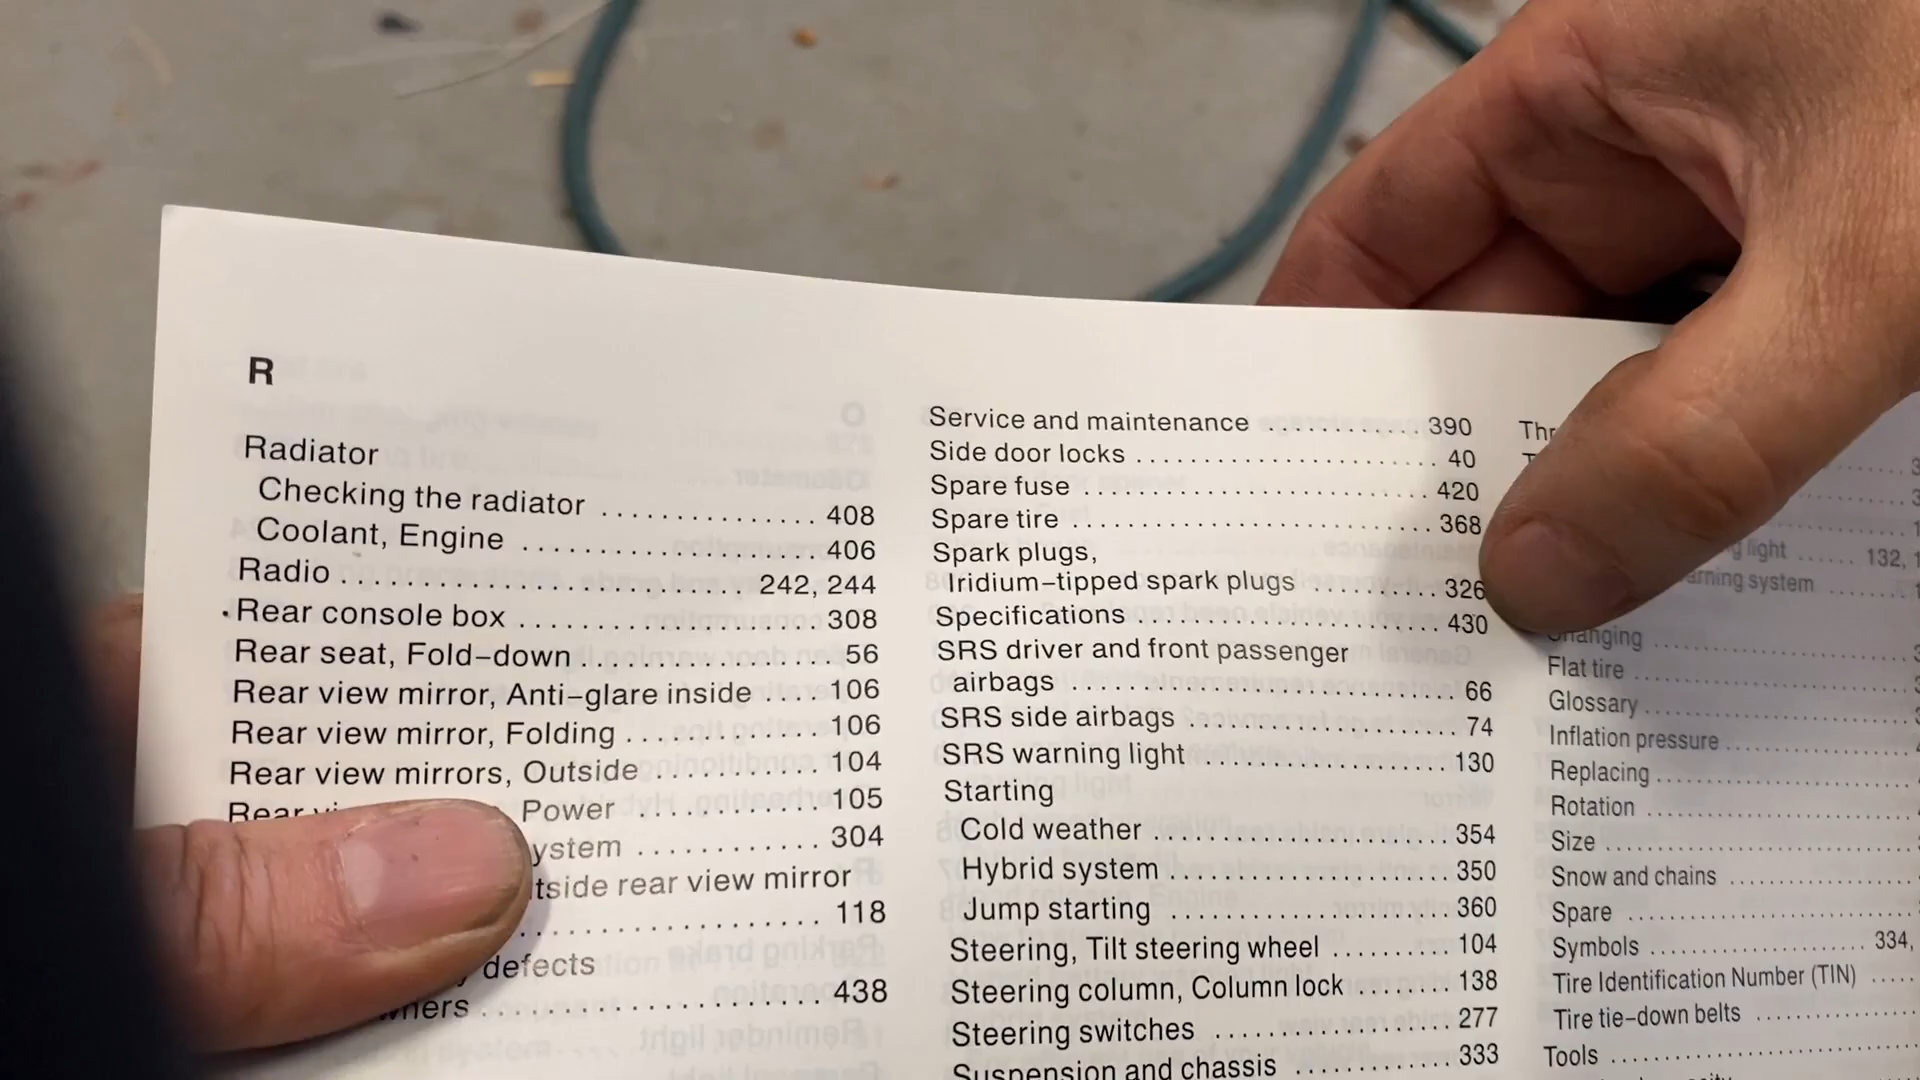 R
Radiator
Checking the radiator .............. 408
Coolant, Engine .................... 406
Radio ........................... 242, 244
Rear console box .................... 308
Rear seat, Fold-down ................ 56
Rear view mirror, Anti-glare inside .... 106
Rear view mirror, Folding ............ 106
Rear view mirrors, Outside .......... 104
Power ............ 105
304
rear view mirror
118
defects
438
Service and maintenance ........... 390
Side door locks ..................... 40
Spare fuse ........................ 420
Spare tire ......................... 368
Spark plugs,
Iridium-tipped spark plugs ........ 326
Specifications ..................... 430
SRS driver and front passenger
airbags .......................... 66
SRS side airbags .................. 74
SRS warning light ................. 130
Starting
Cold weather ..................... 354
Hybrid system .................... 350
Jump starting .................... 360
Steering, Tilt steering wheel ........ 104
Steering column, Column lock ...... 138
Steering switches .................. 277
Suspension and chassis ............ 333
light ...... 132,
system
Changing
Flat tire
Glossary
Inflation pressure
Replacing
Rotation
Size
Snow and chains
Spare
Symbols .................... 334,
Tire Identification Number (TIN)
Tire tie-down belts
Tools